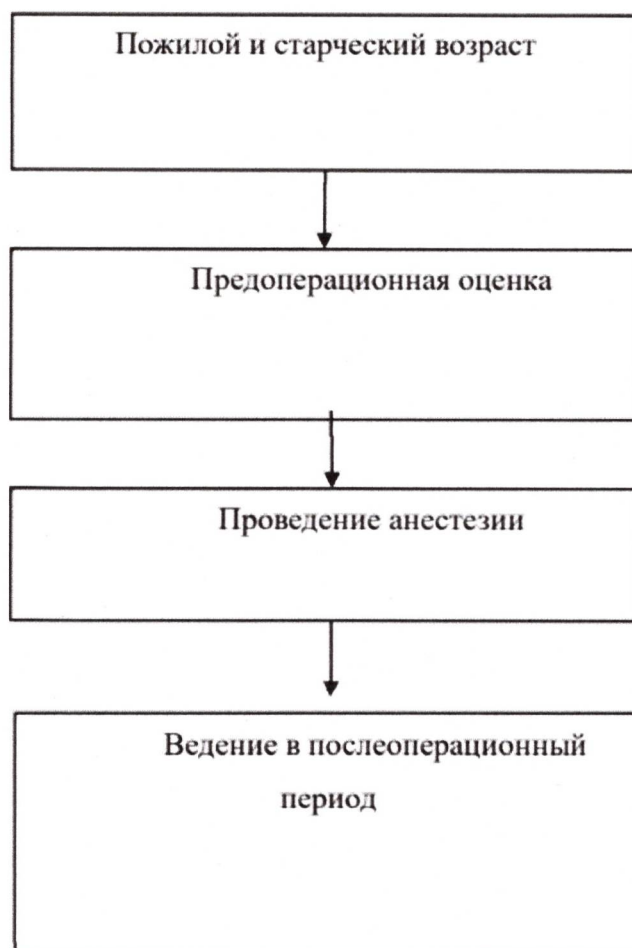 Пожилой и старческий возраст
Предоперационная оценка
Проведение анестезии
Ведение в послеоперационный
период